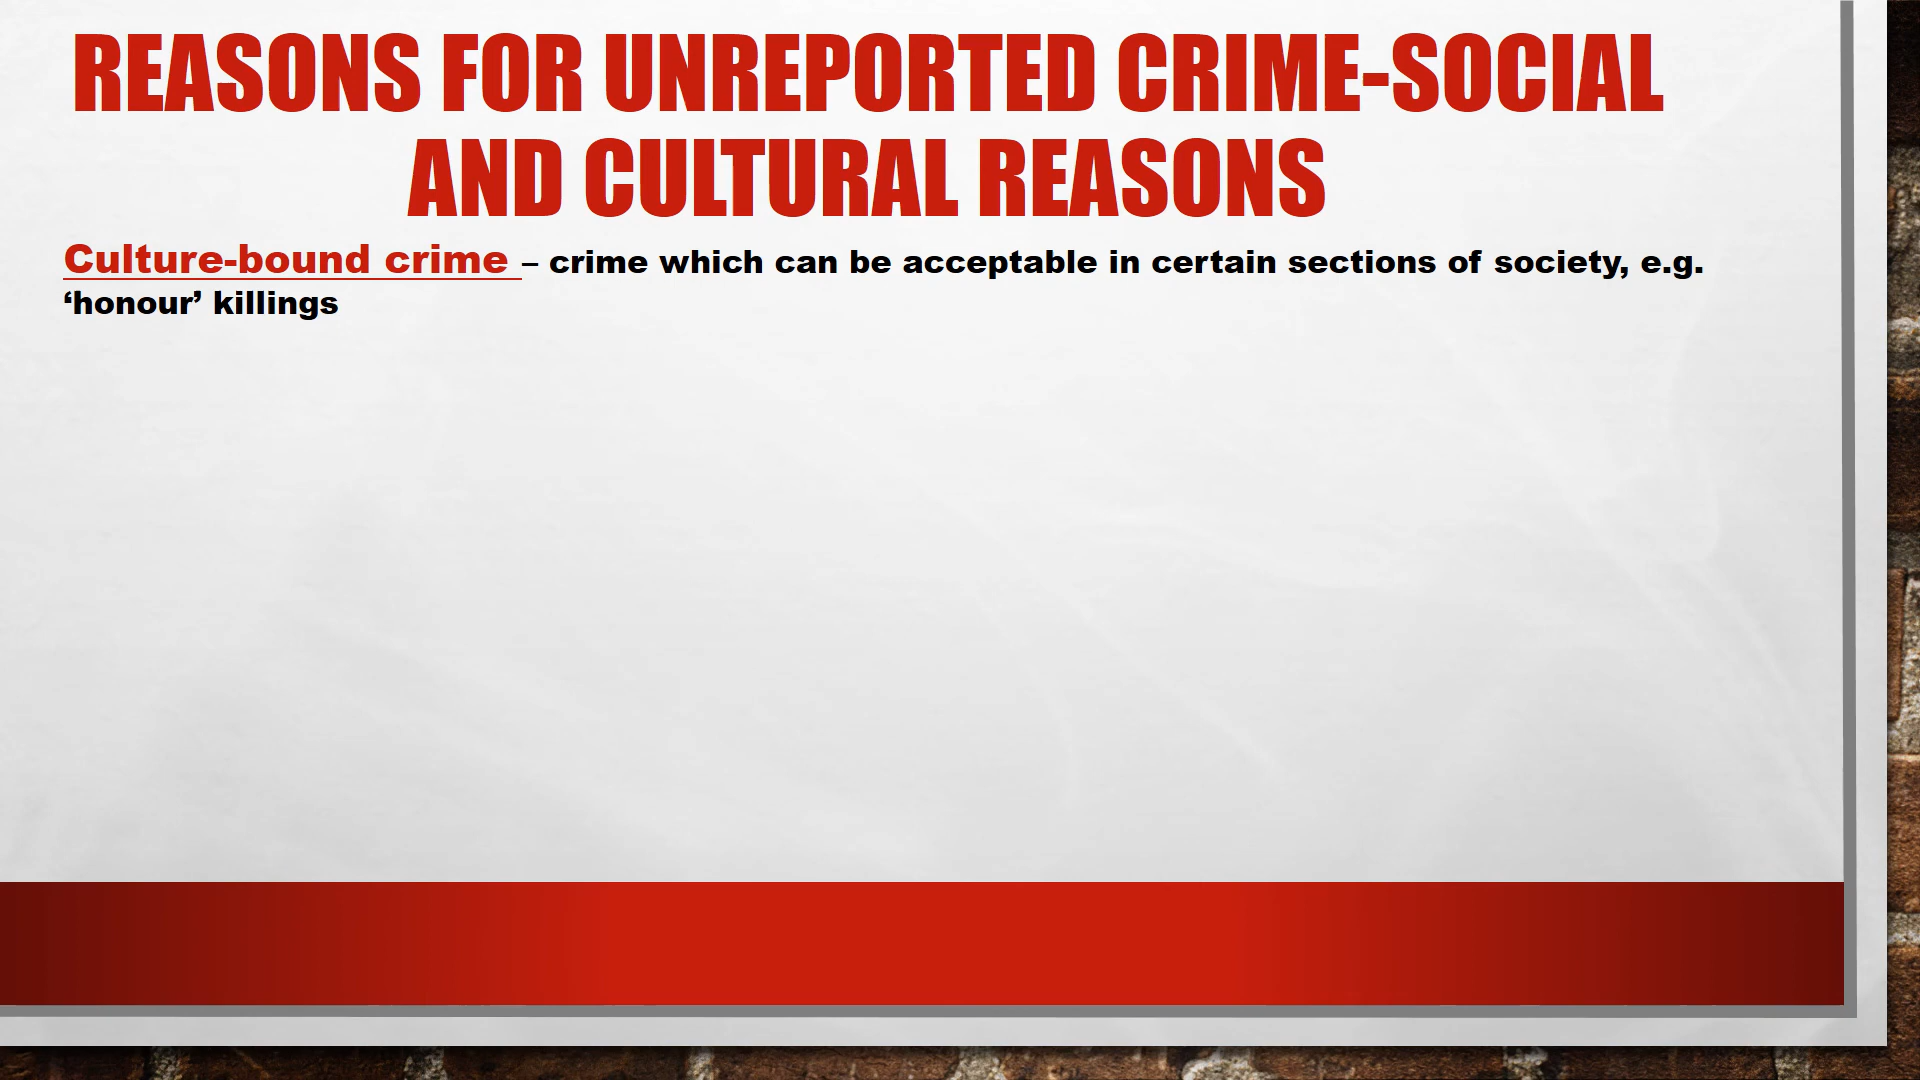 REASONS FOR UNREPORTED CRIME-SOCIAL
AND CULTURAL REASONS
Culture-bound crime – crime which can be acceptable in certain sections of society, e.g.
‘honour’ killings